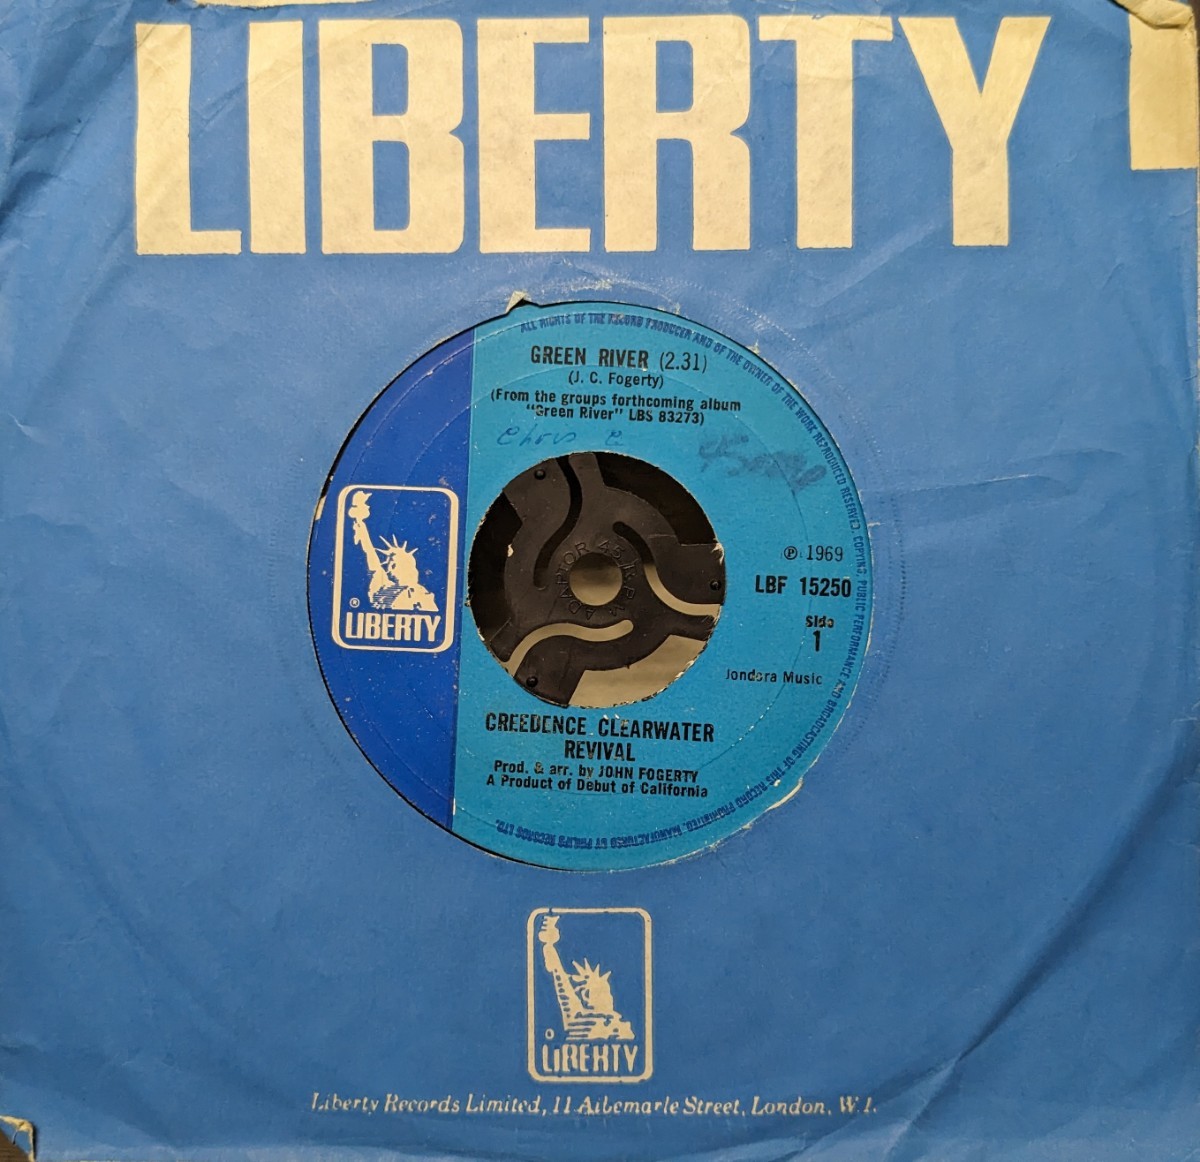 LIBERTY
ALL RIGHTS OF THE RECORD PRODUCER AND OF THE OWNER OF THE WORK REPRODUCED RESERVED. COPYING, PUBLIC PERFORMANCE AND BROADCASTING OF THIS RECORD PROHIBITED. MANUFACTURED BY PHILIPS RECORDS LTD.
GREEN RIVER (2.31)
(J. C. Fogerty)
(From the groups forthcoming album
"Green River" LBS 83273)
Chris
ADAPTOR 45 R.P.M.
℗ 1969
LBF 15250
Side
1
Jondora Music
® LIBERTY
CREEDENCE CLEARWATER
REVIVAL
Prod. & arr. by JOHN FOGERTY
A Product of Debut of California
LIBERTY
Liberty Records Limited, 11 Albemarle Street, London, W.1.